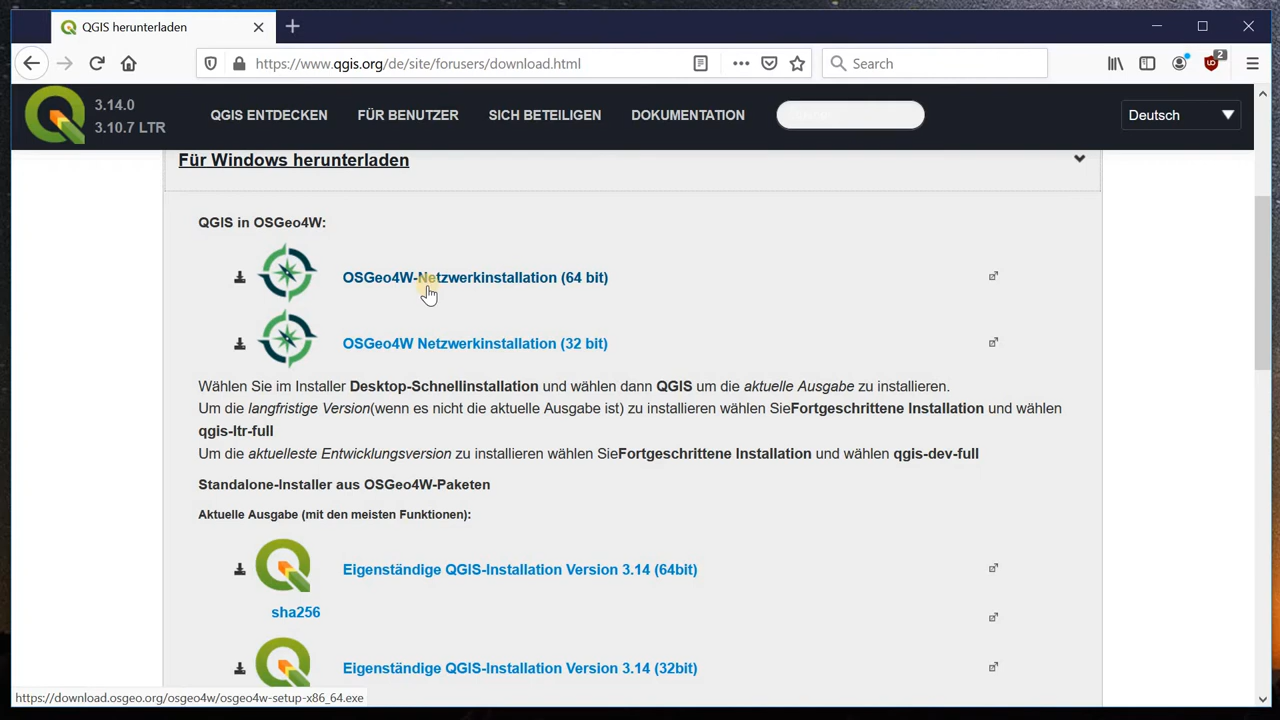 QGIS herunterladen
https://www.qgis.org/de/site/forusers/download.html
Search
2
3.14.0
3.10.7 LTR
QGIS ENTDECKEN
FÜR BENUTZER
SICH BETEILIGEN
DOKUMENTATION
Deutsch
Für Windows herunterladen
QGIS in OSGeo4W:
OSGeo4W-Netzwerkinstallation (64 bit)
OSGeo4W Netzwerkinstallation (32 bit)
Wählen Sie im Installer Desktop-Schnellinstallation und wählen dann QGIS um die aktuelle Ausgabe zu installieren.
Um die langfristige Version(wenn es nicht die aktuelle Ausgabe ist) zu installieren wählen SieFortgeschrittene Installation und wählen
qgis-ltr-full
Um die aktuelleste Entwicklungsversion zu installieren wählen SieFortgeschrittene Installation und wählen qgis-dev-full
Standalone-Installer aus OSGeo4W-Paketen
Aktuelle Ausgabe (mit den meisten Funktionen):
Eigenständige QGIS-Installation Version 3.14 (64bit)
sha256
Eigenständige QGIS-Installation Version 3.14 (32bit)
https://download.osgeo.org/osgeo4w/osgeo4w-setup-x86_64.exe